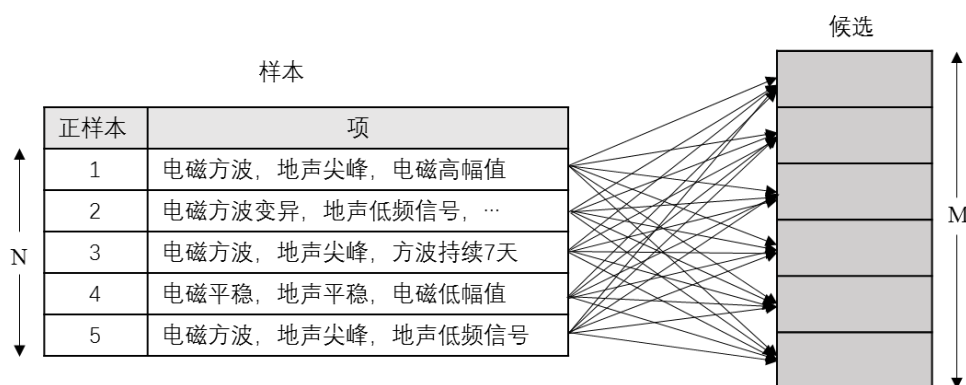 候选
样本
正样本 项
1 电磁方波，地声尖峰，电磁高幅值
2 电磁方波变异，地声低频信号，…
3 电磁方波，地声尖峰，方波持续7天
4 电磁平稳，地声平稳，电磁低幅值
5 电磁方波，地声尖峰，地声低频信号
N
M